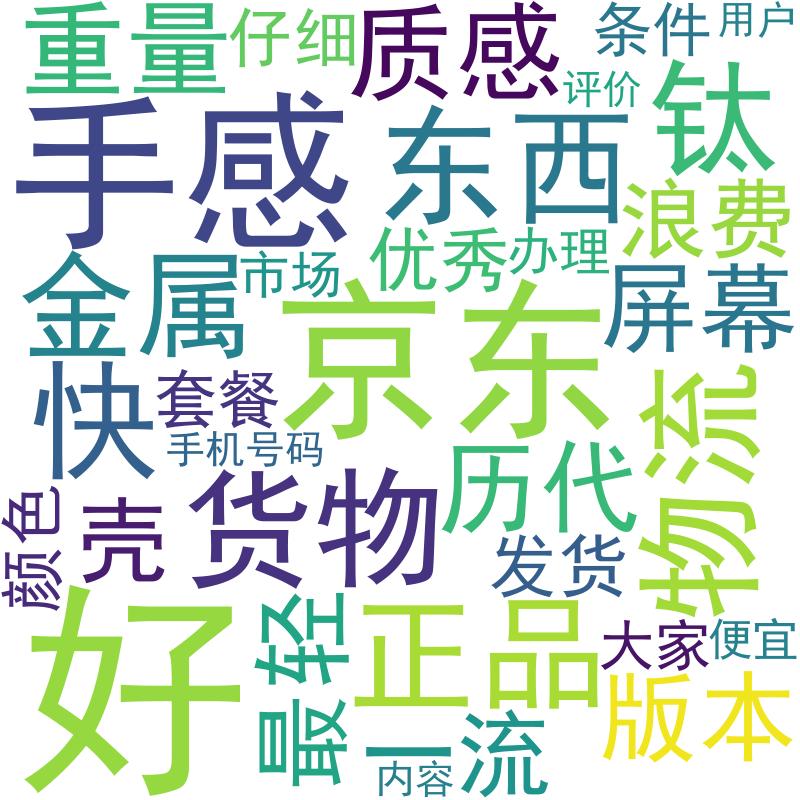 重量
仔细
质感
条件
用户
评价
钛
手感
东西
浪费
优秀
办理
金属
市场
屏幕
京东
快
套餐
手机号码
物流
历代
颜色
壳
货物
发货
好
最轻
正品
大家
便宜
版本
一流
内容